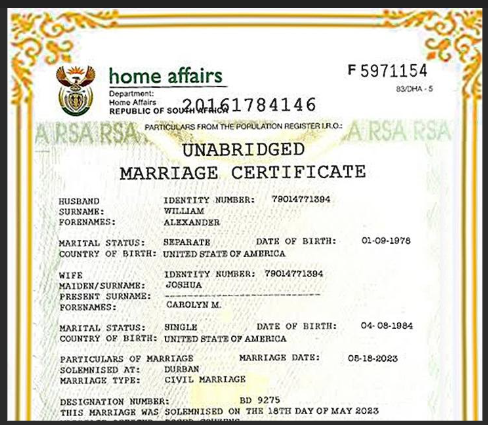 home affairs
F 5971154
Department:
Home Affairs
83/DHA - 5
REPUBLIC OF SOUTH AFRICA
20161784146
PARTICULARS FROM THE POPULATION REGISTER I.R.O.:
A RSA RSA A RSA RSA
UNABRIDGED
MARRIAGE CERTIFICATE
HUSBAND IDENTITY NUMBER: 79014771394
SURNAME: WILLIAM
FORENAMES: ALEXANDER
MARITAL STATUS: SEPARATE DATE OF BIRTH: 01-09-1976
COUNTRY OF BIRTH: UNITED STATE OF AMERICA
WIFE IDENTITY NUMBER: 79014771394
MAIDEN/SURNAME: JOSHUA
PRESENT SURNAME: --------------------
FORENAMES: CAROLYN M.
MARITAL STATUS: SINGLE DATE OF BIRTH: 04-08-1984
COUNTRY OF BIRTH: UNITED STATE OF AMERICA
PARTICULARS OF MARRIAGE MARRIAGE DATE: 05-18-2023
SOLEMNISED AT: DURBAN
MARRIAGE TYPE: CIVIL MARRIAGE
DESIGNATION NUMBER: BD 9275
THIS MARRIAGE WAS SOLEMNISED ON THE 18TH DAY OF MAY 2023